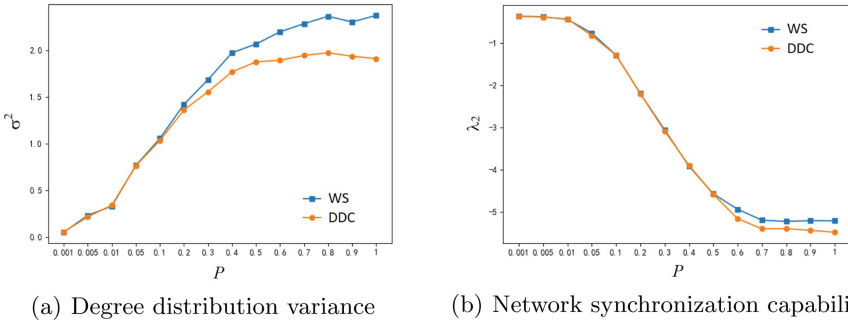 2.0
1.5
1.0
0.5
0.0
σ²
WS
DDC
0.001 0.005 0.01 0.05 0.1 0.2 0.3 0.4 0.5 0.6 0.7 0.8 0.9 1
P
(a) Degree distribution variance
−1
−2
−3
−4
−5
λ₂
WS
DDC
0.001 0.005 0.01 0.05 0.1 0.2 0.3 0.4 0.5 0.6 0.7 0.8 0.9 1
P
(b) Network synchronization capabili